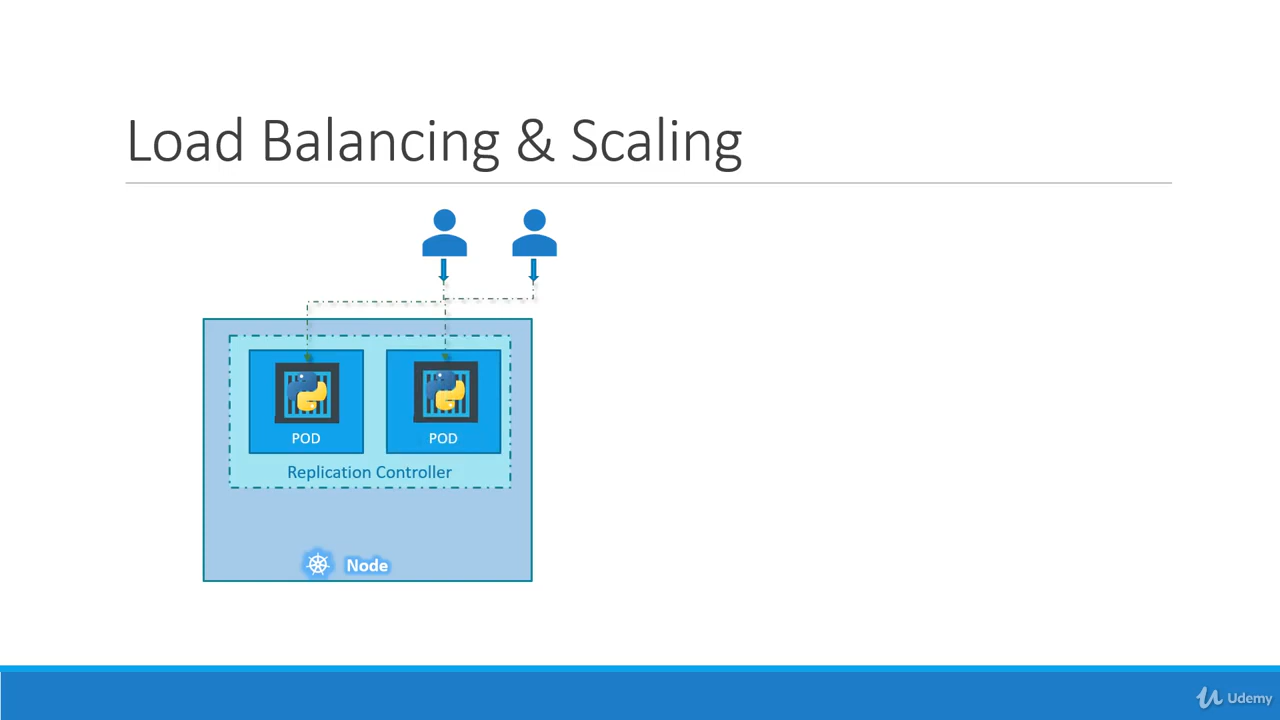 Load Balancing & Scaling
POD
POD
Replication Controller
Node
Udemy